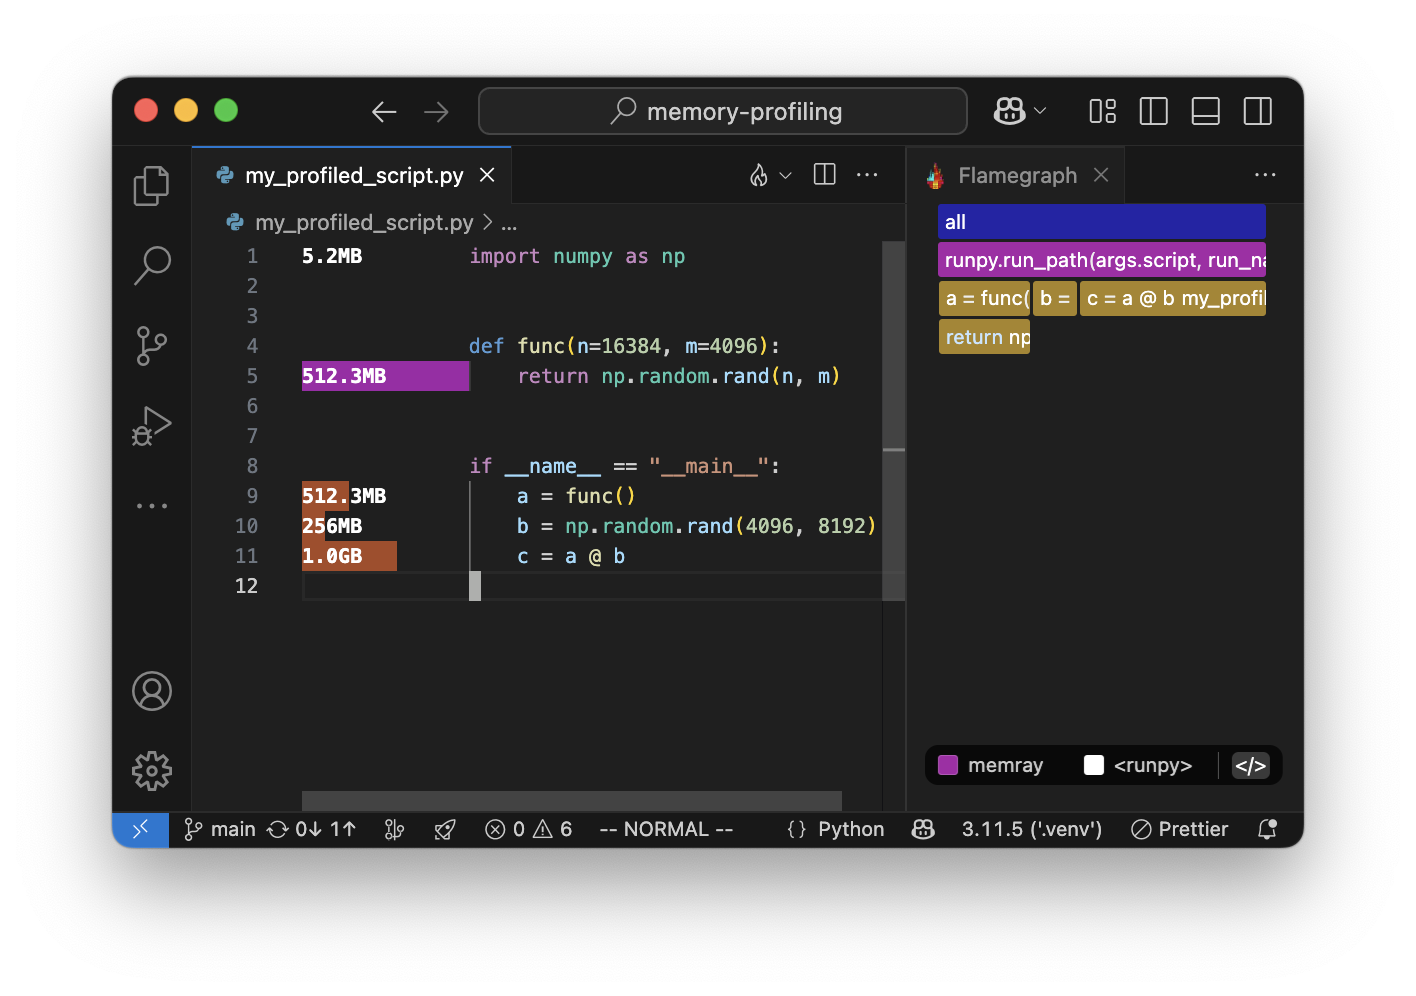 memory-profiling
my_profiled_script.py
Flamegraph
my_profiled_script.py > ...
1 5.2MB import numpy as np
2
3
4 def func(n=16384, m=4096):
5 512.3MB return np.random.rand(n, m)
6
7
8 if __name__ == "__main__":
9 512.3MB a = func()
10 256MB b = np.random.rand(4096, 8192)
11 1.0GB c = a @ b
12
all
runpy.run_path(args.script, run_na
a = func( b = c = a @ b my_profil
return np
memray <runpy> </>
main 0↓ 1↑ 0 6 -- NORMAL -- {} Python 3.11.5 ('.venv') Prettier